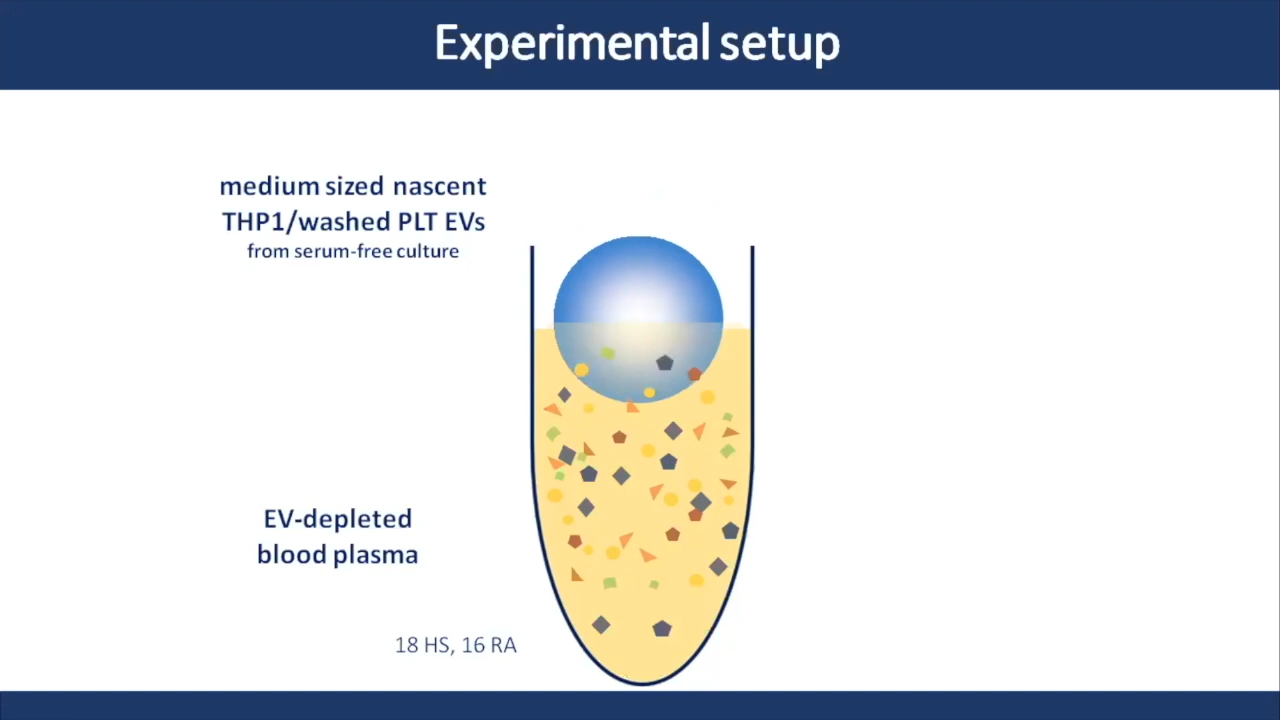 Experimental setup
medium sized nascent
THP1/washed PLT EVs
from serum-free culture
EV-depleted
blood plasma
18 HS, 16 RA